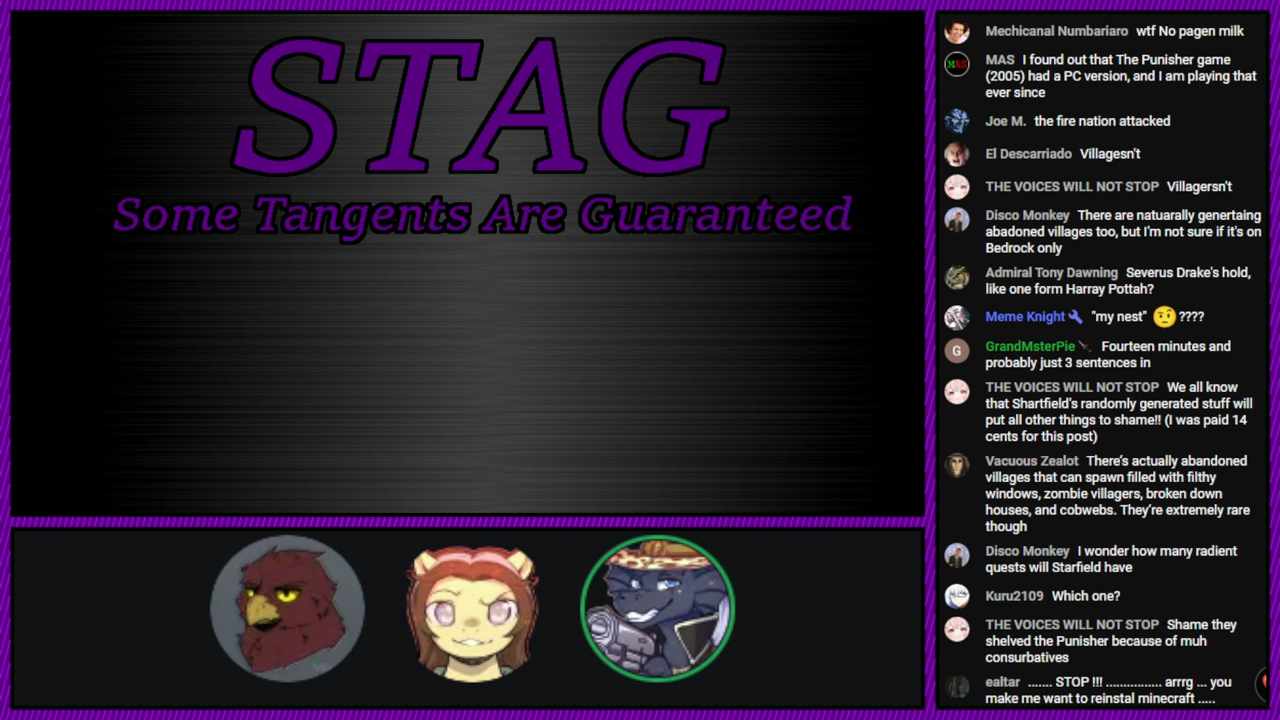 STAG
Some Tangents Are Guaranteed
Mechicanal Numbariaro wtf No pagen milk
MAS I found out that The Punisher game
(2005) had a PC version, and I am playing that
ever since
Joe M. the fire nation attacked
El Descarriado Villagesn't
THE VOICES WILL NOT STOP Villagersn't
Disco Monkey There are natuarally genertaing
abadoned villages too, but I'm not sure if it's on
Bedrock only
Admiral Tony Dawning Severus Drake's hold,
like one form Harray Pottah?
Meme Knight "my nest" 🤨 ????
G
GrandMsterPie Fourteen minutes and
probably just 3 sentences in
THE VOICES WILL NOT STOP We all know
that Shartfield's randomly generated stuff will
put all other things to shame!! (I was paid 14
cents for this post)
Vacuous Zealot There's actually abandoned
villages that can spawn filled with filthy
windows, zombie villagers, broken down
houses, and cobwebs. They're extremely rare
though
Disco Monkey I wonder how many radient
quests will Starfield have
Kuru2109 Which one?
THE VOICES WILL NOT STOP Shame they
shelved the Punisher because of muh
consurbatives
ealtar ....... STOP !!! ................ arrrg ... you
make me want to reinstal minecraft .....